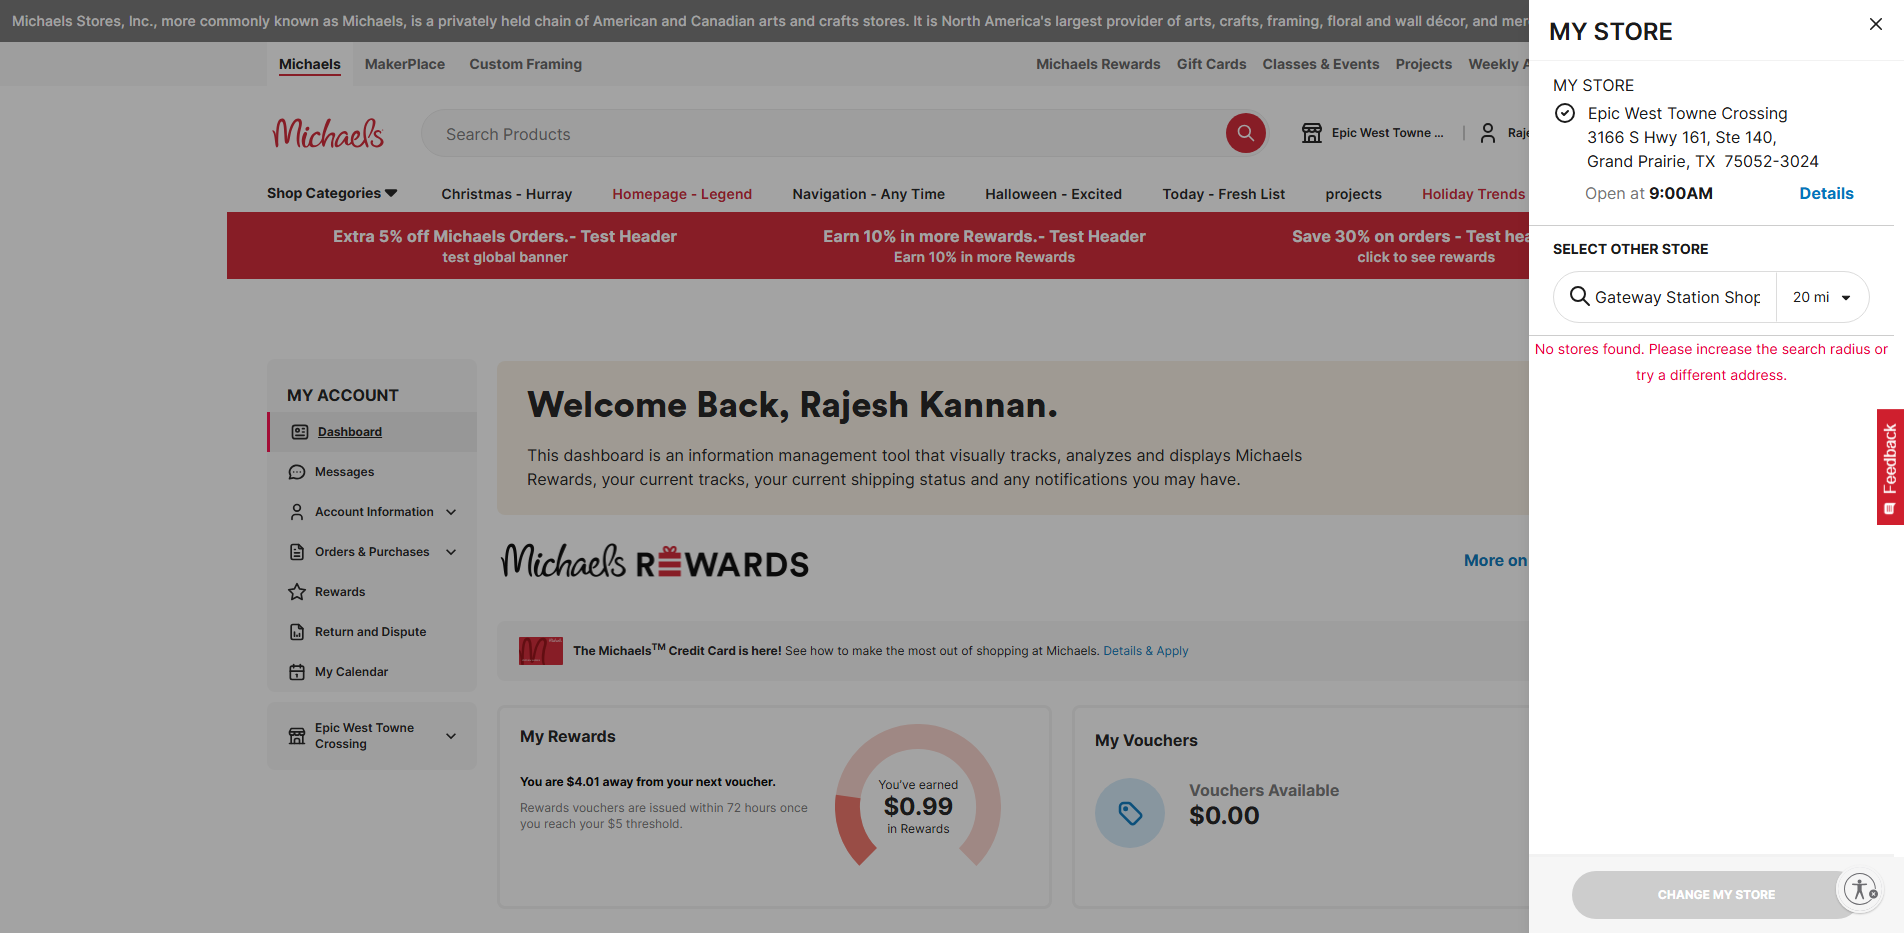 Michaels Stores, Inc., more commonly known as Michaels, is a privately held chain of American and Canadian arts and crafts stores. It is North America's largest provider of arts, crafts, framing, floral and wall décor, and
Michaels MakerPlace Custom Framing
Michaels Rewards Gift Cards Classes & Events Projects Weekly
Michaels
Search Products
Epic West Towne ...
Shop Categories
Christmas - Hurray Homepage - Legend Navigation - Any Time Halloween - Excited Today - Fresh List projects Holiday Trends
Extra 5% off Michaels Orders.- Test Header
test global banner
Earn 10% in more Rewards.- Test Header
Earn 10% in more Rewards
Save 30% on orders - Test
click to see rewards
MY ACCOUNT
Dashboard
Messages
Account Information
Orders & Purchases
Rewards
Return and Dispute
My Calendar
Epic West Towne
Crossing
Welcome Back, Rajesh Kannan.
This dashboard is an information management tool that visually tracks, analyzes and displays Michaels
Rewards, your current tracks, your current shipping status and any notifications you may have.
Michaels REWARDS
More on
The Michaels™ Credit Card is here! See how to make the most out of shopping at Michaels. Details & Apply
My Rewards
You are $4.01 away from your next voucher.
Rewards vouchers are issued within 72 hours once
you reach your $5 threshold.
You've earned
$0.99
in Rewards
My Vouchers
Vouchers Available
$0.00
MY STORE
MY STORE
Epic West Towne Crossing
3166 S Hwy 161, Ste 140,
Grand Prairie, TX 75052-3024
Open at 9:00AM
Details
SELECT OTHER STORE
Gateway Station Shop
20 mi
No stores found. Please increase the search radius or
try a different address.
Feedback
CHANGE MY STORE